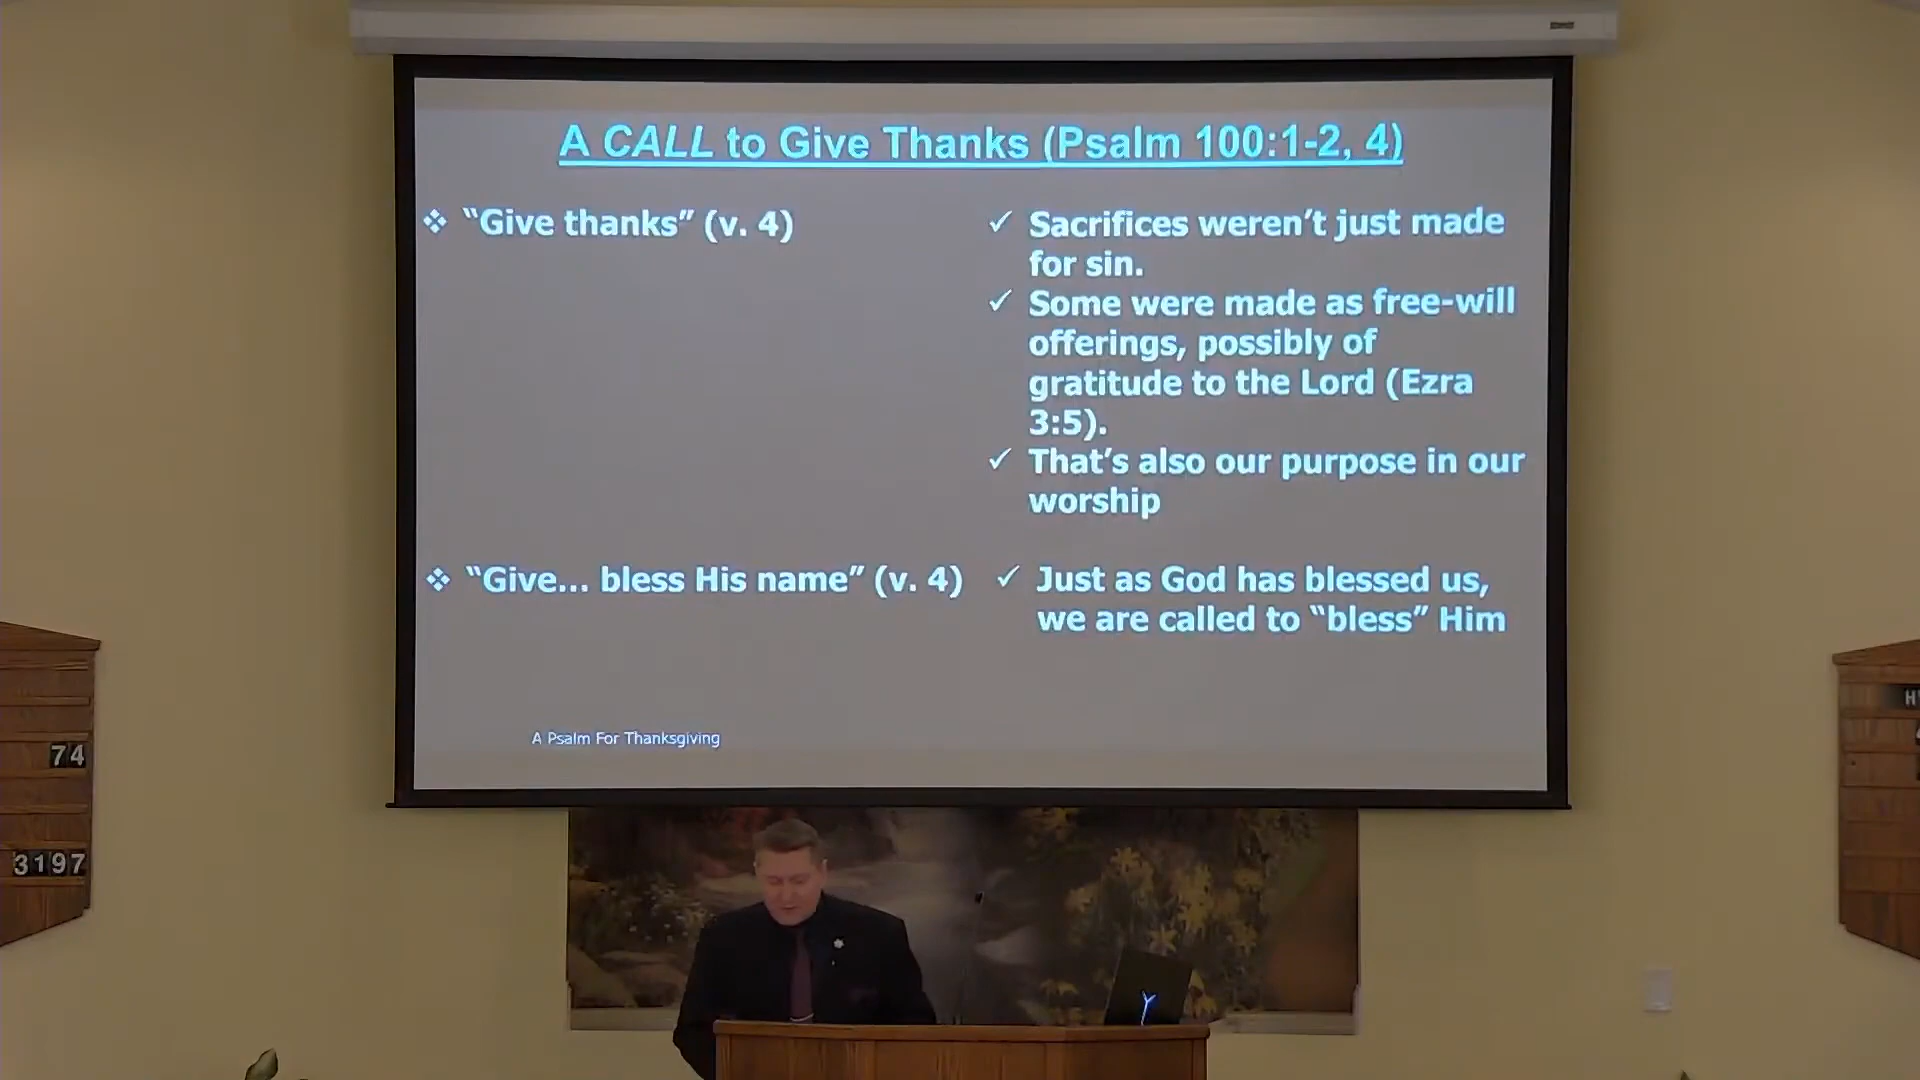 A CALL to Give Thanks (Psalm 100:1-2, 4)
❖ “Give thanks” (v. 4)
✓ Sacrifices weren’t just made
for sin.
✓ Some were made as free-will
offerings, possibly of
gratitude to the Lord (Ezra
3:5).
✓ That’s also our purpose in our
worship
❖ “Give... bless His name” (v. 4)
✓ Just as God has blessed us,
we are called to “bless” Him
A Psalm For Thanksgiving
74
3197